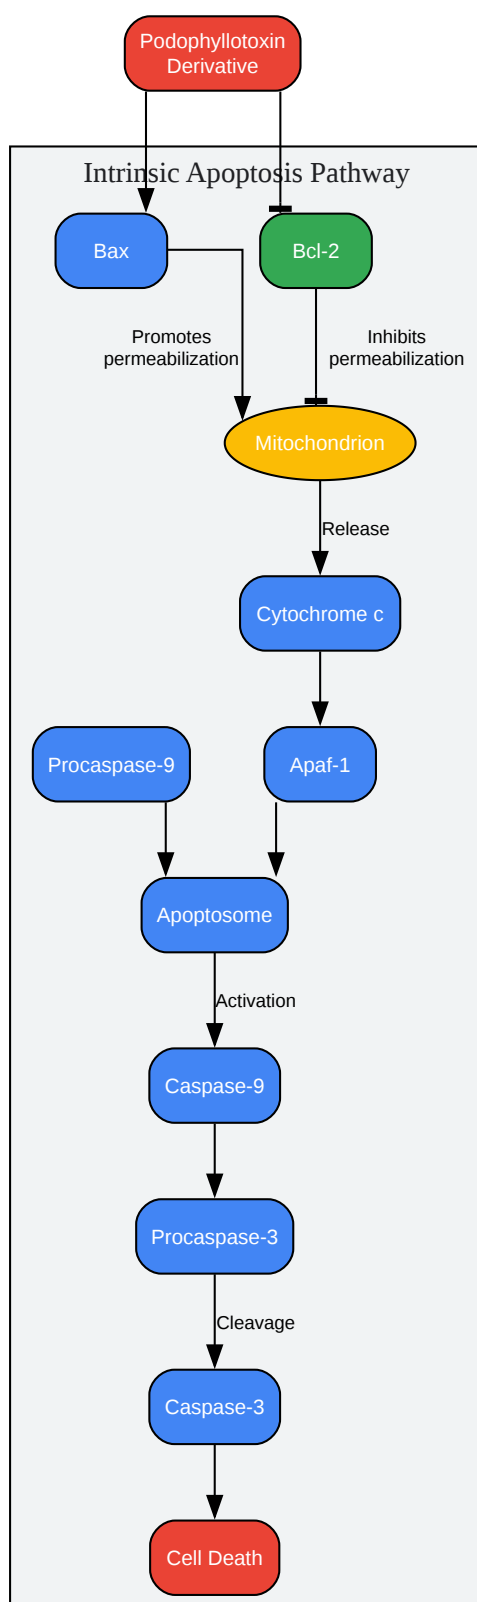 Podophyllotoxin
Derivative
Intrinsic Apoptosis Pathway
Bax
Bcl-2
Promotes
permeabilization
Inhibits
permeabilization
Mitochondrion
Release
Cytochrome c
Procaspase-9
Apaf-1
Apoptosome
Activation
Caspase-9
Procaspase-3
Cleavage
Caspase-3
Cell Death